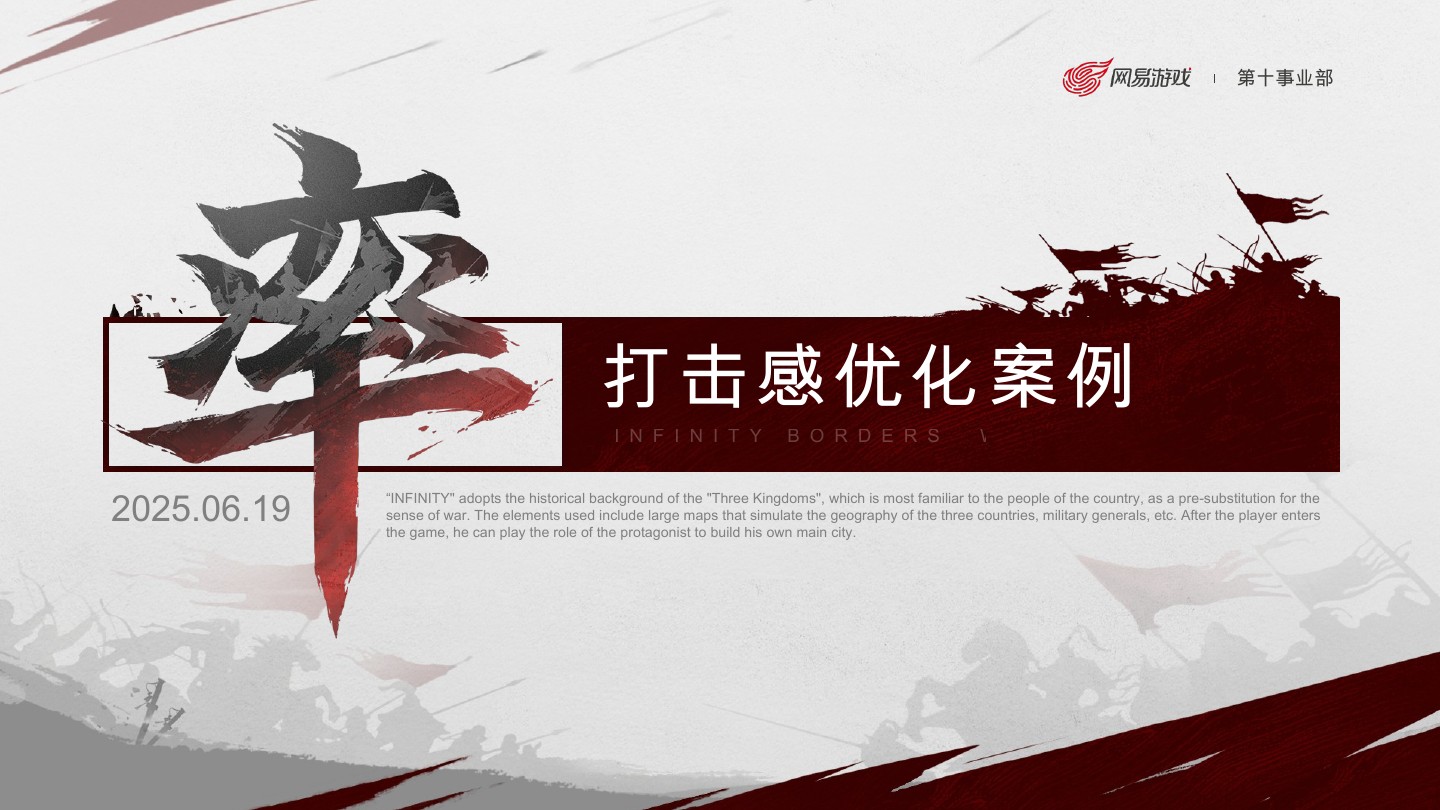 网易游戏 | 第十事业部
率
打击感优化案例
INFINITY BORDERS \
2025.06.19
“INFINITY" adopts the historical background of the "Three Kingdoms", which is most familiar to the people of the country, as a pre-substitution for the
sense of war. The elements used include large maps that simulate the geography of the three countries, military generals, etc. After the player enters
the game, he can play the role of the protagonist to build his own main city.